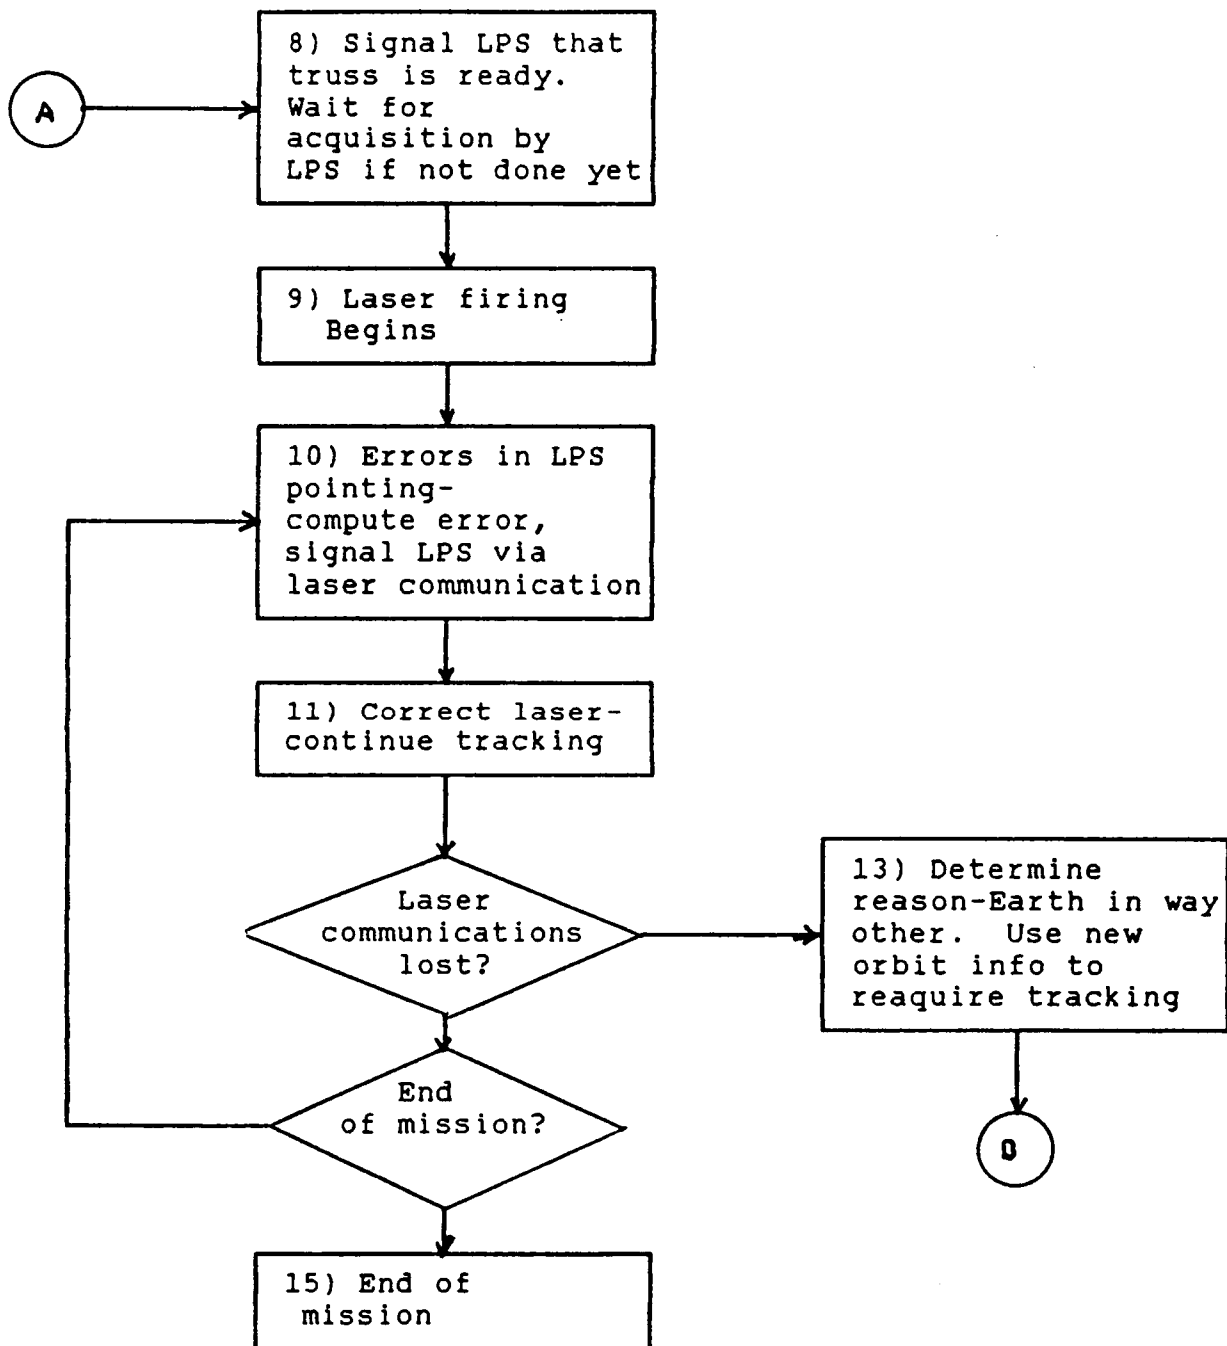 8) Signal LPS that
truss is ready.
Wait for
acquisition by
LPS if not done yet
A
9) Laser firing
Begins
10) Errors in LPS
pointing-
compute error,
signal LPS via
laser communication
11) Correct laser-
continue tracking
Laser
communications
lost?
13) Determine
reason-Earth in way
other. Use new
orbit info to
reaquire tracking
End
of mission?
15) End of
mission